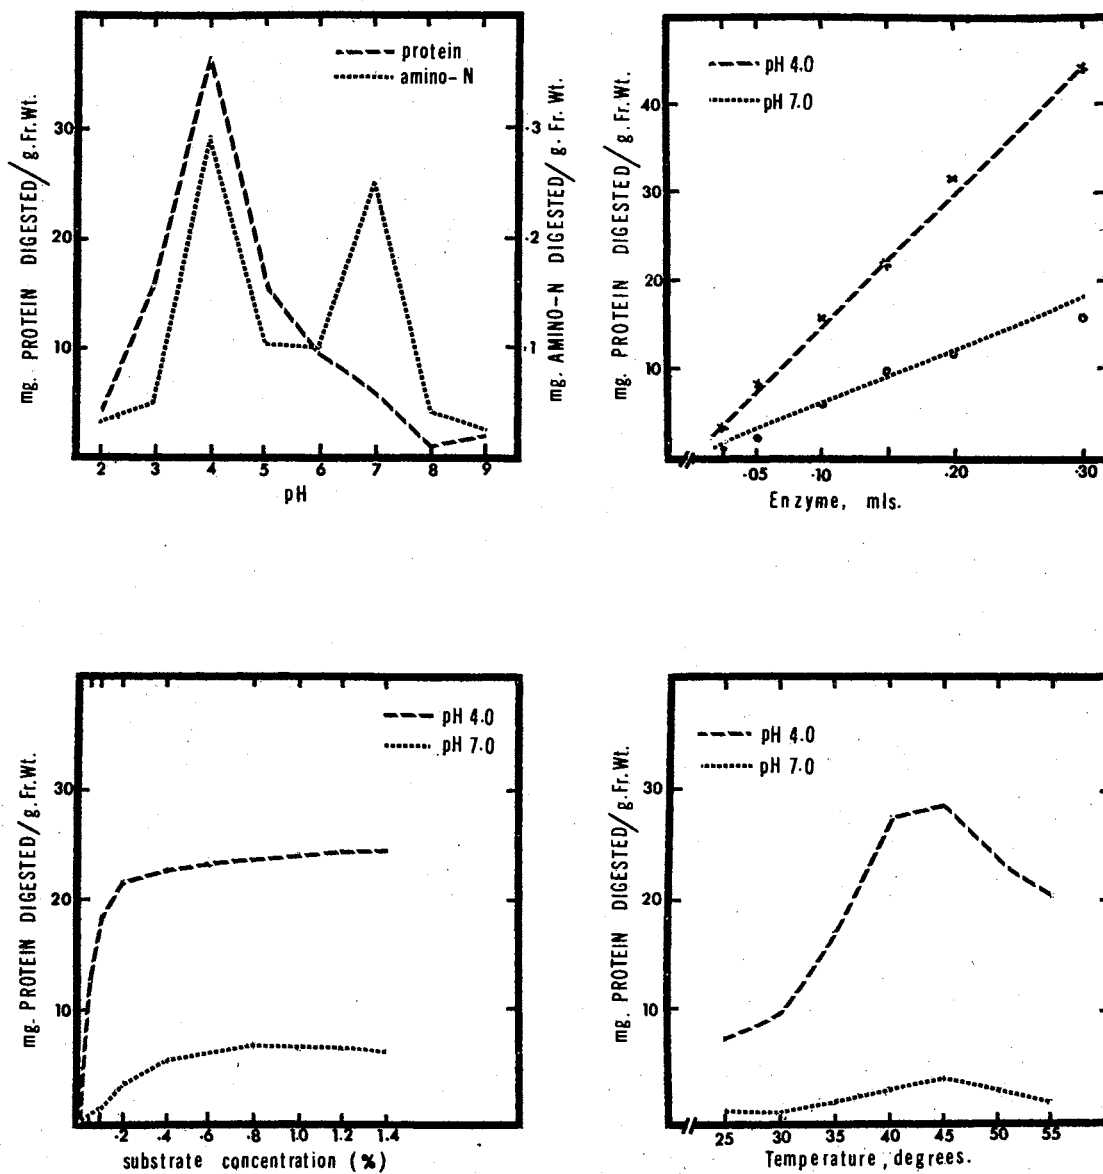 protein
amino-N
mg. PROTEIN DIGESTED/g.Fr.Wt.
30
20
10
mg. AMINO-N DIGESTED/g. Fr. Wt.
.3
.2
.1
2 3 4 5 6 7 8 9
pH
pH 4.0
pH 7.0
mg. PROTEIN DIGESTED/g.Fr.Wt.
40
30
20
10
.05 .10 .20 .30
Enzyme, mls.
pH 4.0
pH 7.0
mg. PROTEIN DIGESTED/g.Fr.Wt.
30
20
10
.2 .4 .6 .8 1.0 1.2 1.4
substrate concentration (%)
pH 4.0
pH 7.0
mg. PROTEIN DIGESTED/g.Fr.Wt.
30
20
10
25 30 35 40 45 50 55
Temperature, degrees.